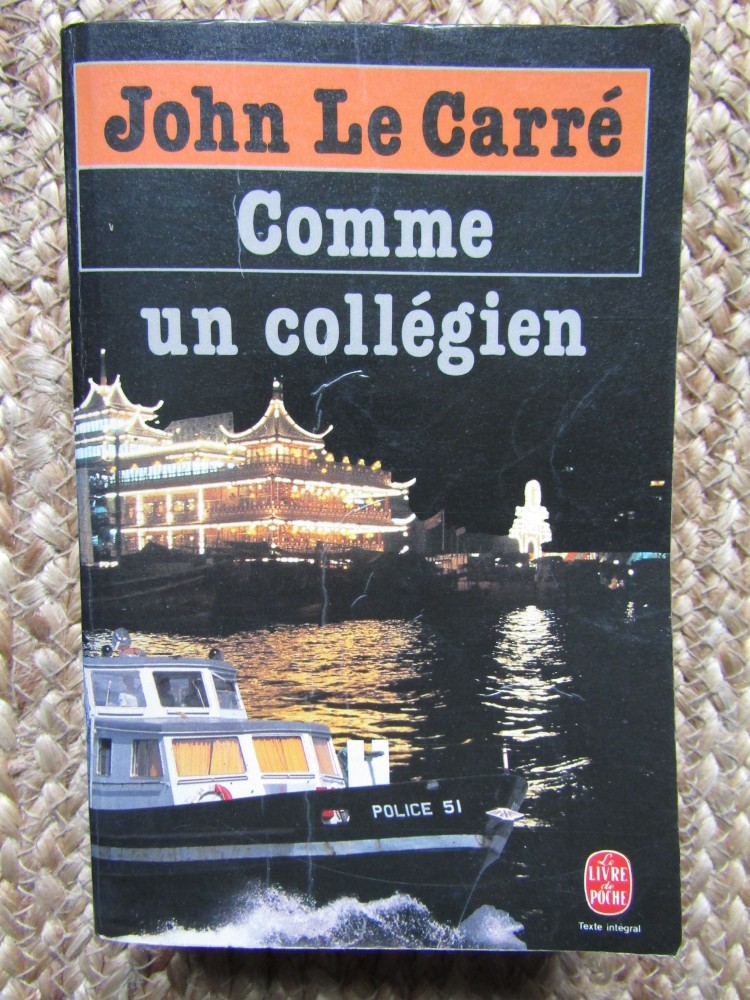 John Le Carré
Comme
un collégien
POLICE 51
Le
LIVRE
de
POCHE
Texte intégral